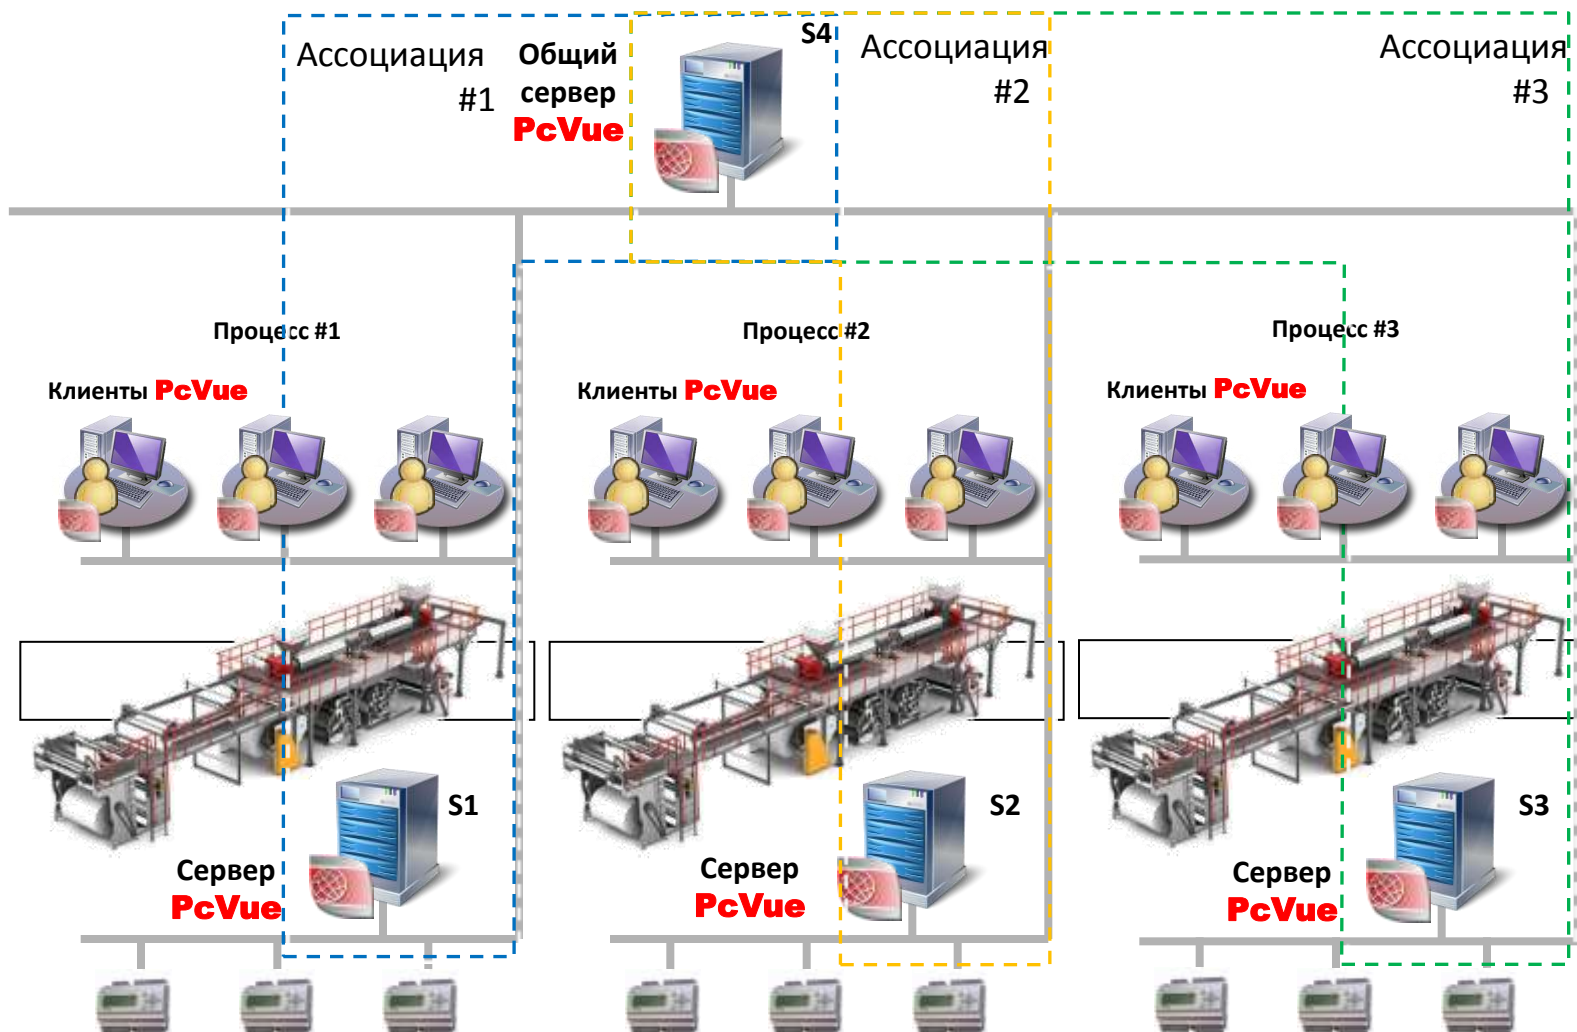 Ассоциация
#1
Общий
сервер
PcVue
S4
Ассоциация
#2
Ассоциация
#3
Процесс #1
Процесс #2
Процесс #3
Клиенты PcVue
Клиенты PcVue
Клиенты PcVue
S1
S2
S3
Сервер
PcVue
Сервер
PcVue
Сервер
PcVue